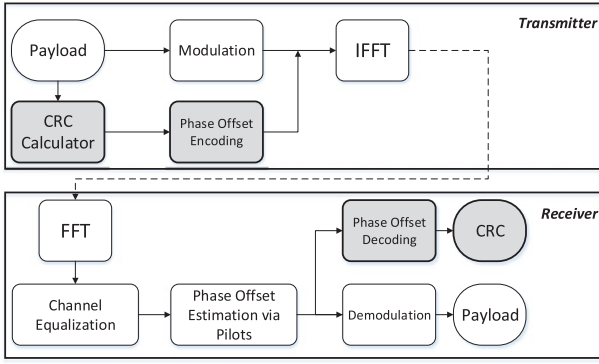 Transmitter
Payload
Modulation
IFFT
CRC
Calculator
Phase Offset
Encoding
Receiver
FFT
Phase Offset
Decoding
CRC
Channel
Equalization
Phase Offset
Estimation via
Pilots
Demodulation
Payload